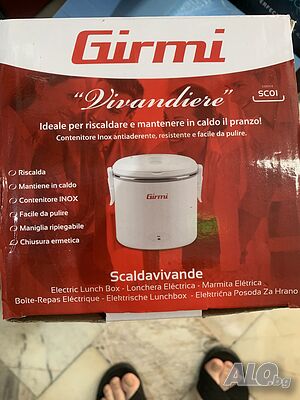 Girmi
"Vivandiere"
SC01
Ideale per riscaldare e mantenere in caldo il pranzo!
Contenitore Inox antiaderente, resistente e facile da pulire.
Riscalda
Mantiene in caldo
Contenitore INOX
Facile da pulire
Maniglia ripiegabile
Chiusura ermetica
Girmi
Scaldavivande
Electric Lunch Box - Lonchera Eléctrica - Marmita Elétrica
Boîte-Repas Eléctrique - Elektrische Lunchbox - Električna Posoda Za Hrano
ALO.bg